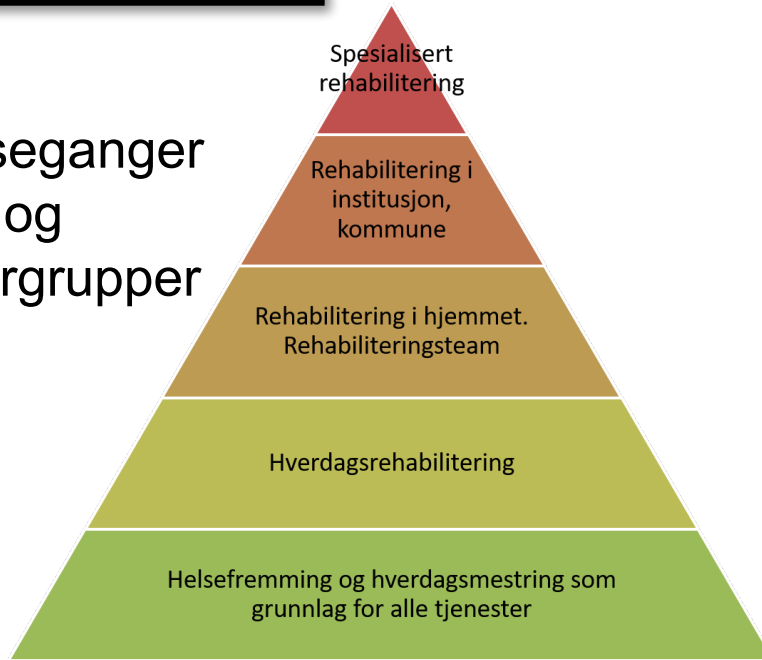 Spesialisert
rehabilitering
seganger
og
rgrupper
Rehabilitering i
institusjon,
kommune
Rehabilitering i hjemmet.
Rehabiliteringsteam
Hverdagsrehabilitering
Helsefremming og hverdagsmestring som
grunnlag for alle tjenester